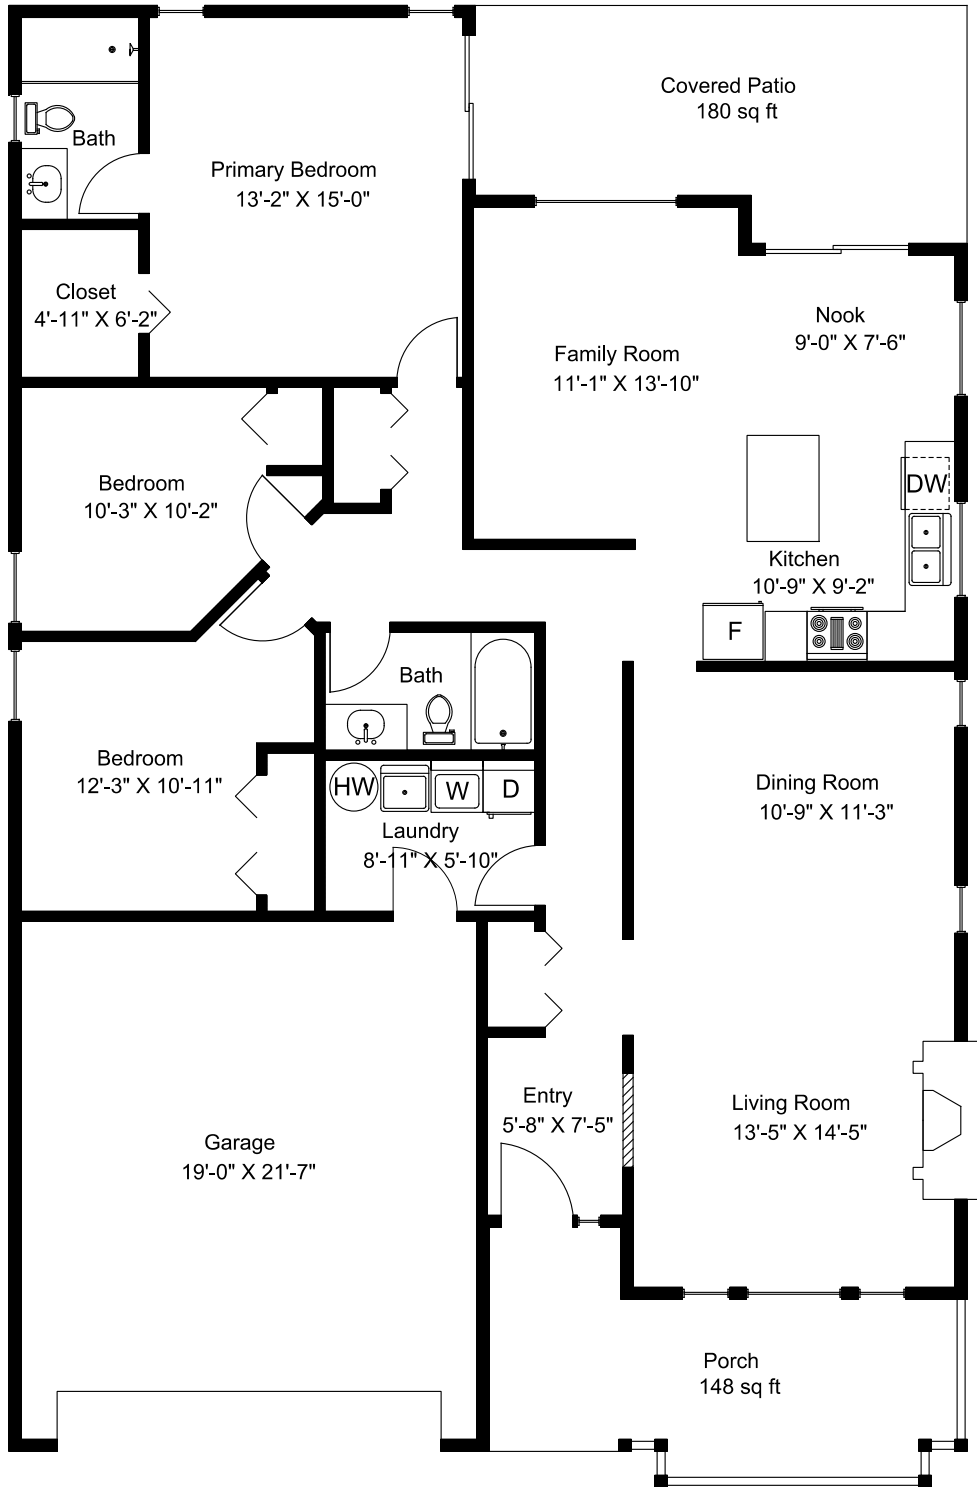 Covered Patio
180 sq ft
Bath
Primary Bedroom
13'-2" X 15'-0"
Closet
4'-11" X 6'-2"
Nook
9'-0" X 7'-6"
Family Room
11'-1" X 13'-10"
Bedroom
10'-3" X 10'-2"
DW
Kitchen
10'-9" X 9'-2"
F
Bath
Bedroom
12'-3" X 10'-11"
HW
W
D
Laundry
8'-11" X 5'-10"
Dining Room
10'-9" X 11'-3"
Entry
5'-8" X 7'-5"
Living Room
13'-5" X 14'-5"
Garage
19'-0" X 21'-7"
Porch
148 sq ft